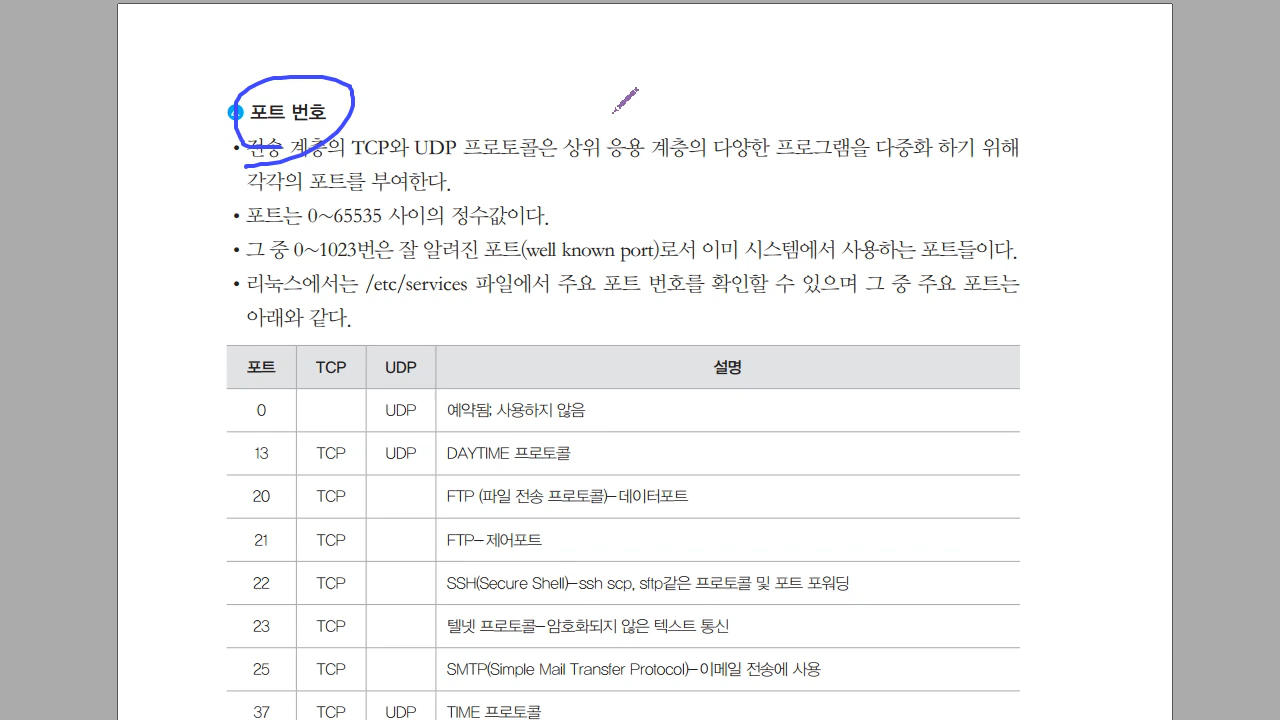 ④ 포트 번호
• 전송 계층의 TCP와 UDP 프로토콜은 상위 응용 계층의 다양한 프로그램을 다중화 하기 위해
각각의 포트를 부여한다.
• 포트는 0~65535 사이의 정수값이다.
• 그 중 0~1023번은 잘 알려진 포트(well known port)로서 이미 시스템에서 사용하는 포트들이다.
• 리눅스에서는 /etc/services 파일에서 주요 포트 번호를 확인할 수 있으며 그 중 주요 포트는
아래와 같다.
포트 TCP UDP 설명
0 UDP 예약됨; 사용하지 않음
13 TCP UDP DAYTIME 프로토콜
20 TCP FTP (파일 전송 프로토콜)-데이터포트
21 TCP FTP-제어포트
22 TCP SSH(Secure Shell)-ssh scp, sftp같은 프로토콜 및 포트 포워딩
23 TCP 텔넷 프로토콜-암호화되지 않은 텍스트 통신
25 TCP SMTP(Simple Mail Transfer Protocol)-이메일 전송에 사용
37 TCP UDP TIME 프로토콜